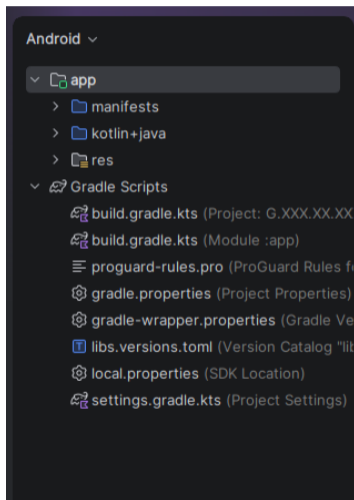 Android
app
manifests
kotlin+java
res
Gradle Scripts
build.gradle.kts (Project: G.XXX.XX.XX
build.gradle.kts (Module :app)
proguard-rules.pro (ProGuard Rules fo
gradle.properties (Project Properties)
gradle-wrapper.properties (Gradle Ve
libs.versions.toml (Version Catalog "lib
local.properties (SDK Location)
settings.gradle.kts (Project Settings)